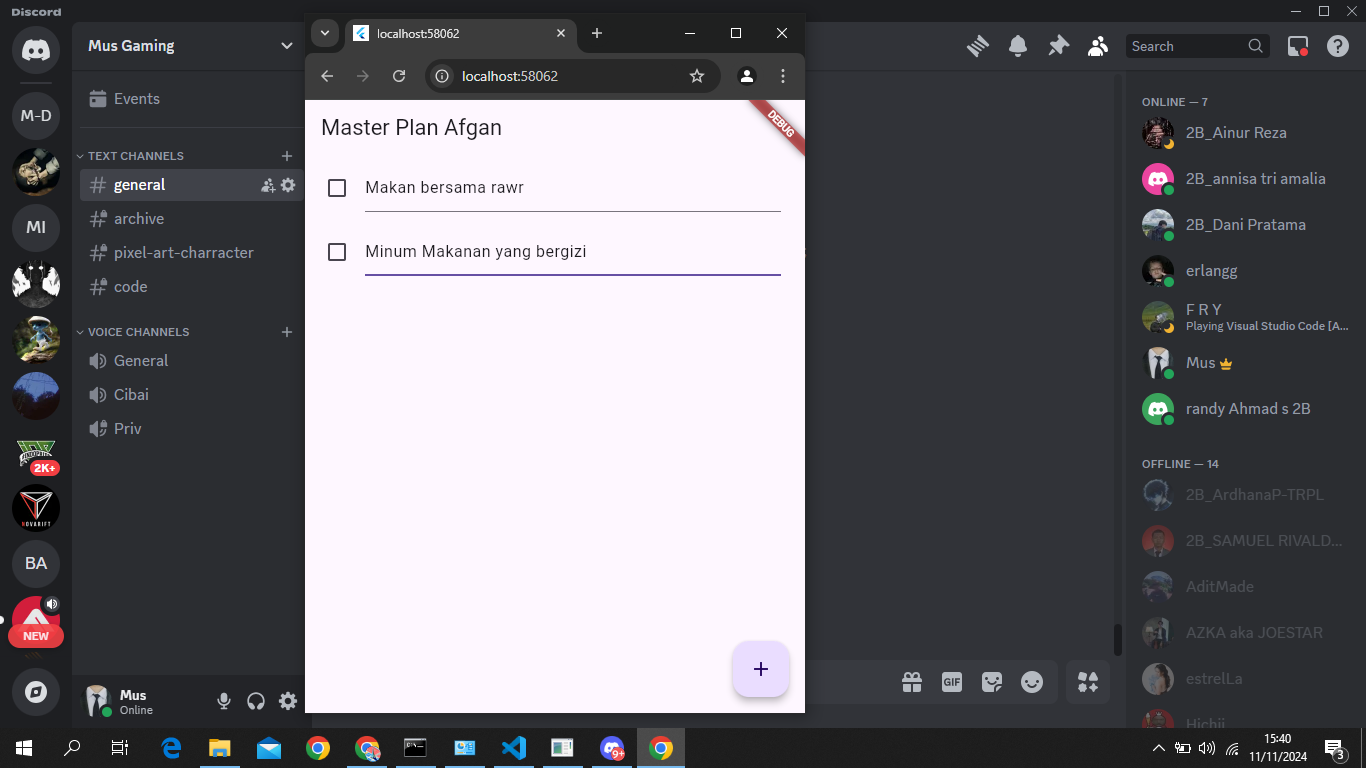 Discord
Mus Gaming
Events
TEXT CHANNELS
general
archive
pixel-art-charracter
code
VOICE CHANNELS
General
Cibai
Priv
M-D
MI
2K+
NOVARIFT
BA
NEW
Mus
Online
localhost:58062
localhost:58062
DEBUG
Master Plan Afgan
Makan bersama rawr
Minum Makanan yang bergizi
+
Search
GIF
ONLINE — 7
2B_Ainur Reza
2B_annisa tri amalia
2B_Dani Pratama
erlangg
F R Y
Playing Visual Studio Code [A...
Mus
randy Ahmad s 2B
OFFLINE — 14
2B_ArdhanaP-TRPL
2B_SAMUEL RIVALD...
AditMade
AZKA aka JOESTAR
estrelLa
Hichii
9+
15:40
11/11/2024
3